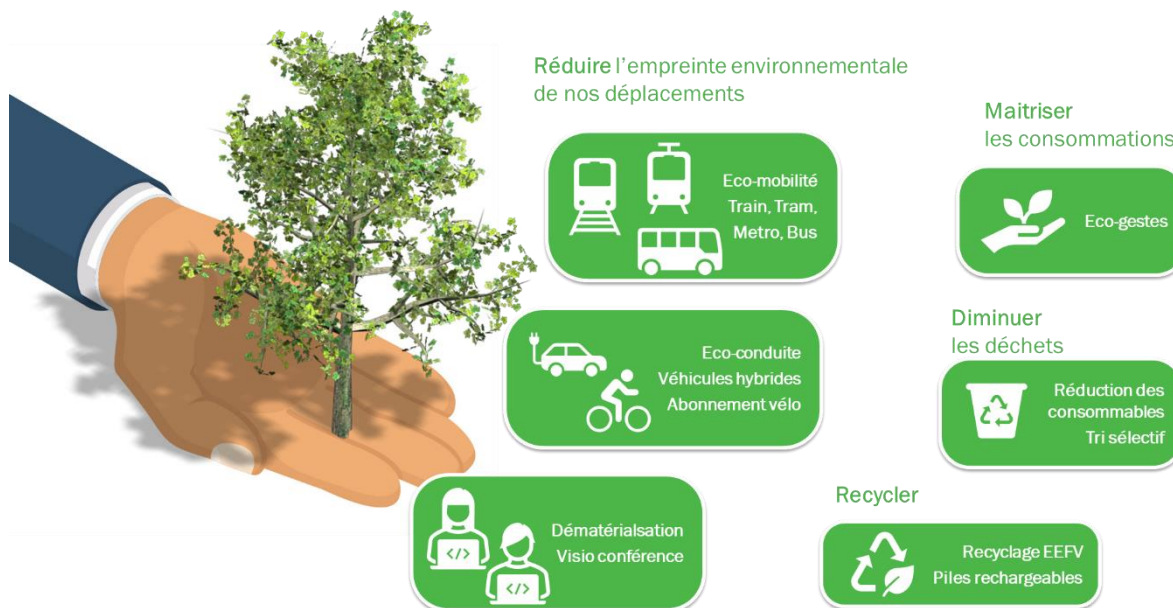 Réduire l'empreinte environnementale
de nos déplacements
Eco-mobilité
Train, Tram,
Metro, Bus
Eco-conduite
Véhicules hybrides
Abonnement vélo
</>
</>
Dématérialsation
Visio conférence
Maitriser
les consommations
Eco-gestes
Diminuer
les déchets
Réduction des
consommables
Tri sélectif
Recycler
Recyclage EEFV
Piles rechargeables